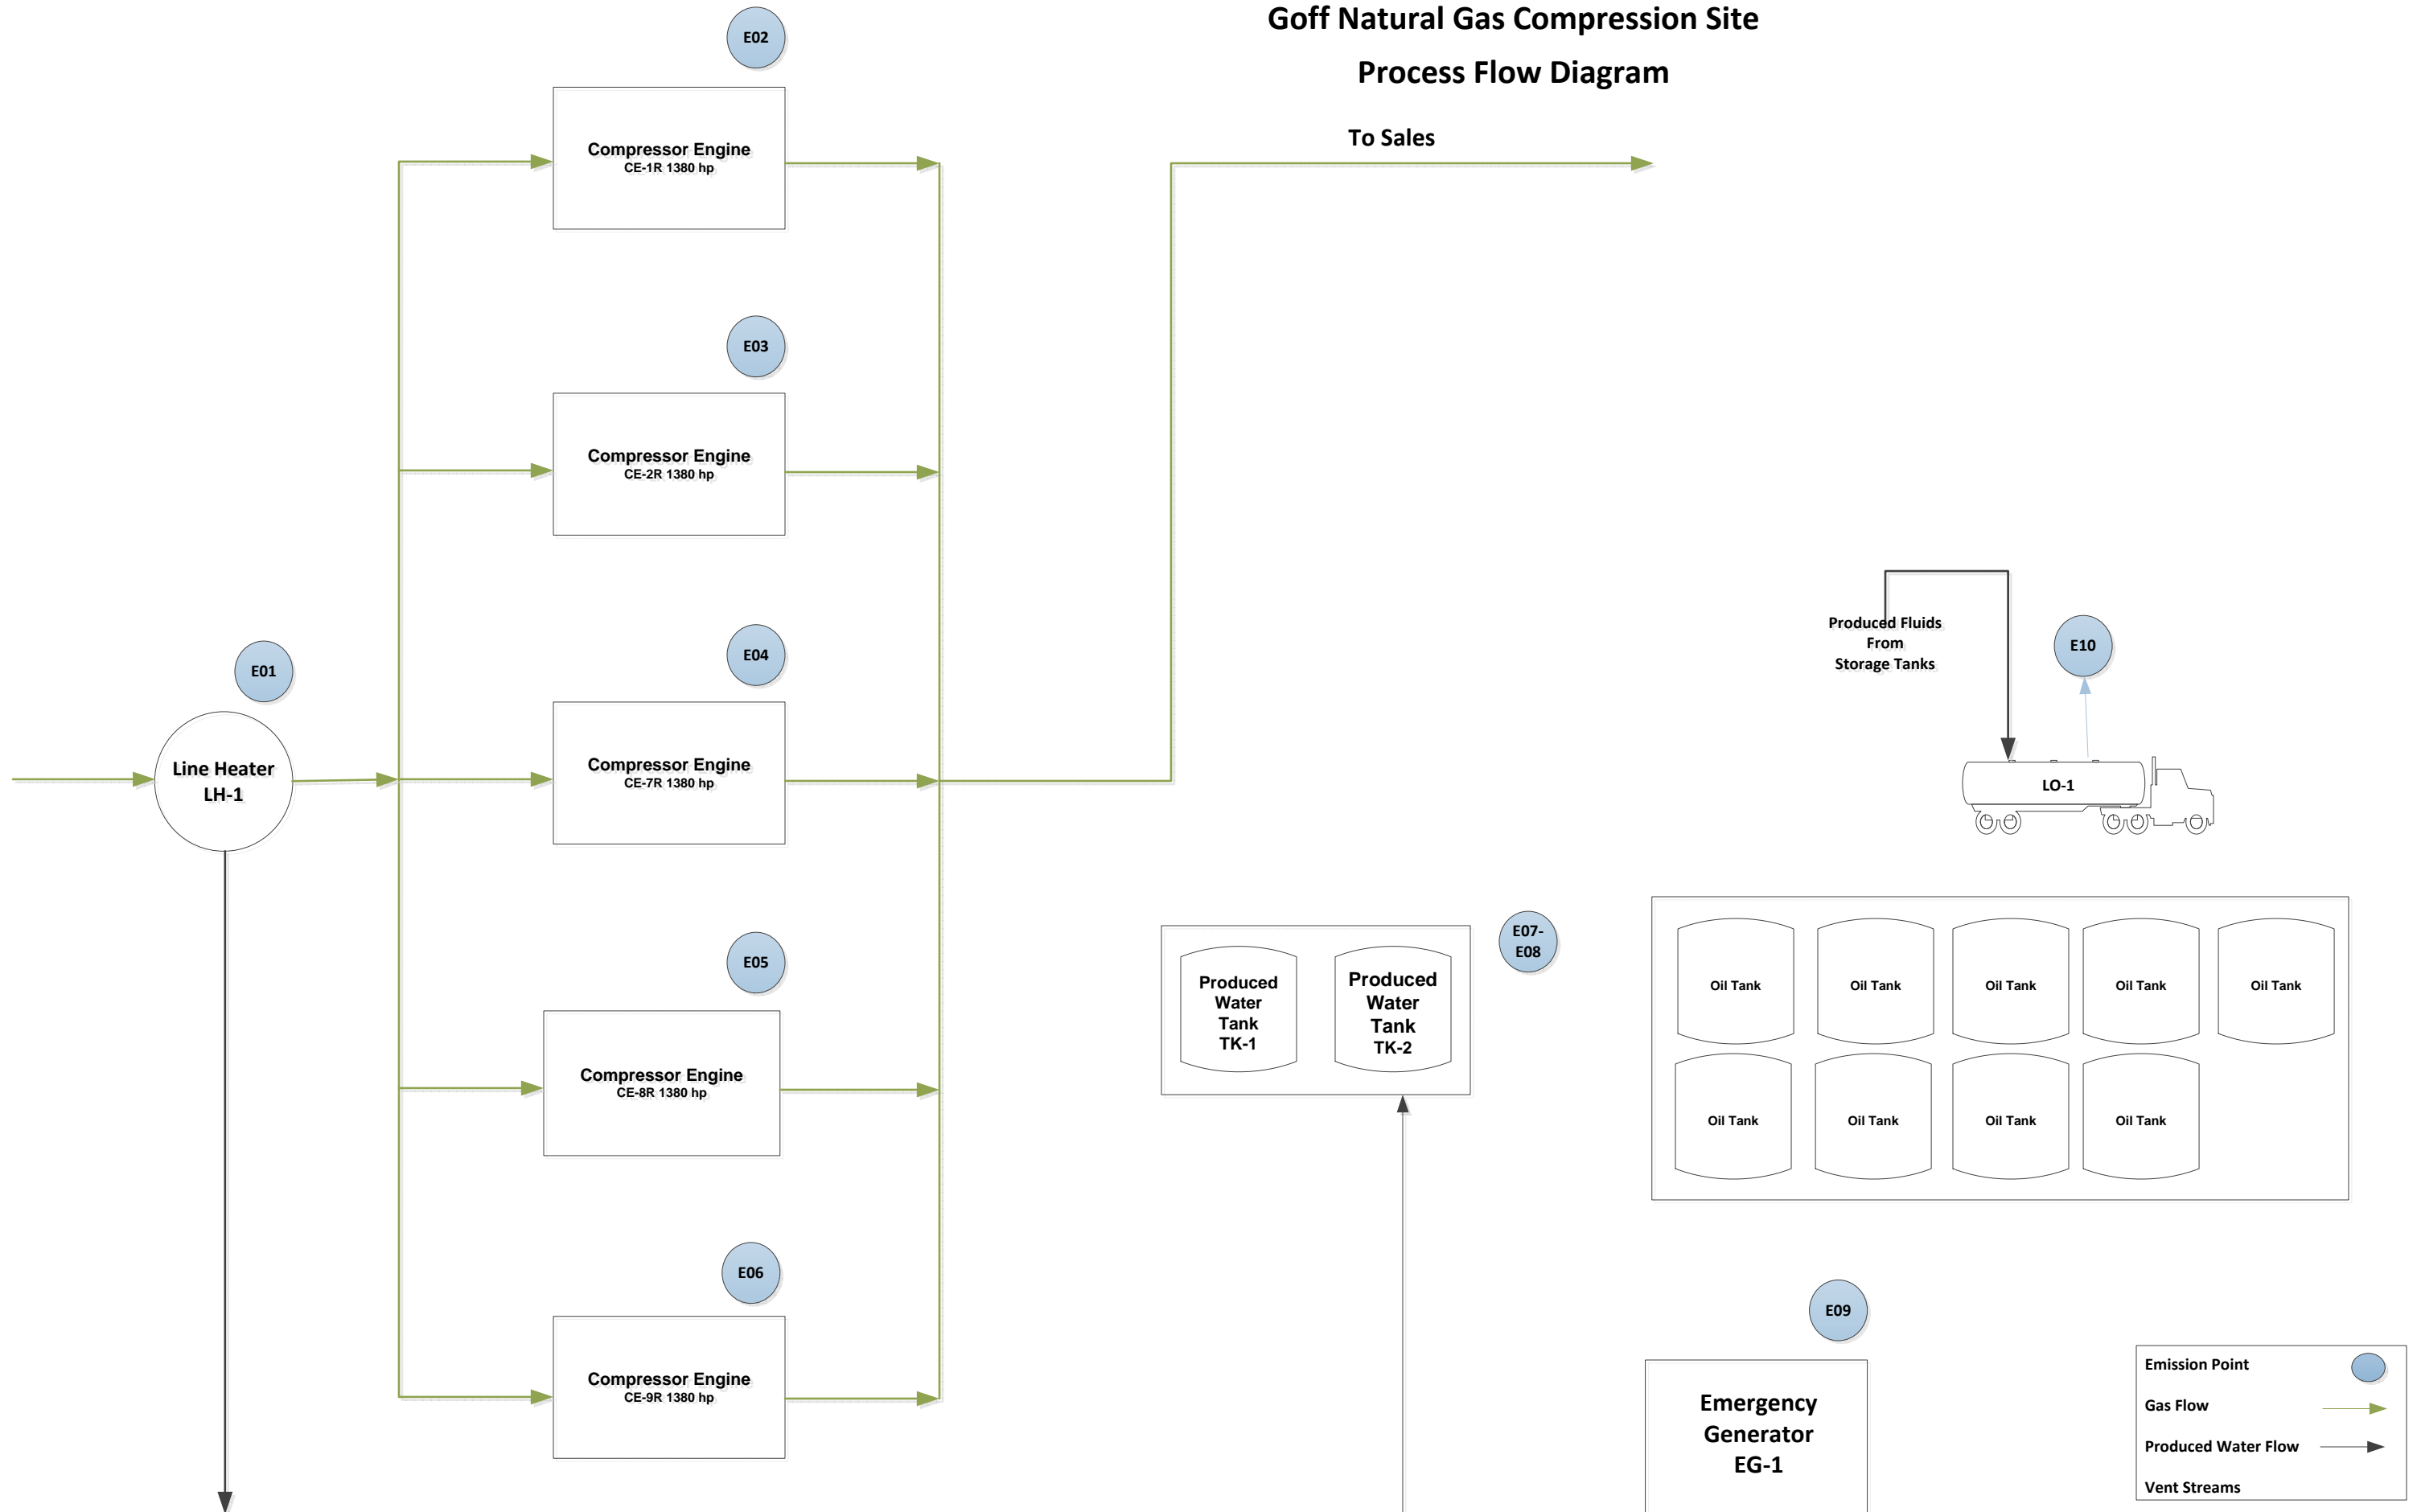 Goff Natural Gas Compression Site
Process Flow Diagram
To Sales
E02
Compressor Engine
CE-1R 1380 hp
E03
Compressor Engine
CE-2R 1380 hp
E04
Compressor Engine
CE-7R 1380 hp
E01
Line Heater
LH-1
E05
Compressor Engine
CE-8R 1380 hp
E06
Compressor Engine
CE-9R 1380 hp
Produced Fluids
From
Storage Tanks
E10
LO-1
E07-
E08
Produced
Water
Tank
TK-1
Produced
Water
Tank
TK-2
Oil Tank
Oil Tank
Oil Tank
Oil Tank
Oil Tank
Oil Tank
Oil Tank
Oil Tank
Oil Tank
E09
Emergency
Generator
EG-1
Emission Point
Gas Flow
Produced Water Flow
Vent Streams